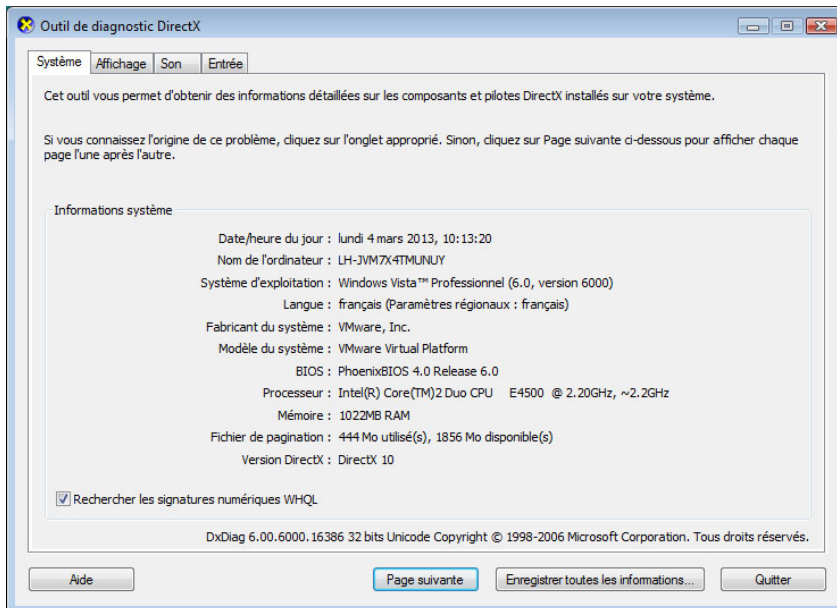 Outil de diagnostic DirectX
Système Affichage Son Entrée
Cet outil vous permet d'obtenir des informations détaillées sur les composants et pilotes DirectX installés sur votre système.
Si vous connaissez l'origine de ce problème, cliquez sur l'onglet approprié. Sinon, cliquez sur Page suivante ci-dessous pour afficher chaque
page l'une après l'autre.
Informations système
Date/heure du jour : lundi 4 mars 2013, 10:13:20
Nom de l'ordinateur : LH-JVM7X4TMUNUY
Système d'exploitation : Windows Vista™ Professionnel (6.0, version 6000)
Langue : français (Paramètres régionaux : français)
Fabricant du système : VMware, Inc.
Modèle du système : VMware Virtual Platform
BIOS : PhoenixBIOS 4.0 Release 6.0
Processeur : Intel(R) Core(TM)2 Duo CPU E4500 @ 2.20GHz, ~2.2GHz
Mémoire : 1022MB RAM
Fichier de pagination : 444 Mo utilisé(s), 1856 Mo disponible(s)
Version DirectX : DirectX 10
Rechercher les signatures numériques WHQL
DxDiag 6.00.6000.16386 32 bits Unicode Copyright © 1998-2006 Microsoft Corporation. Tous droits réservés.
Aide Page suivante Enregistrer toutes les informations... Quitter